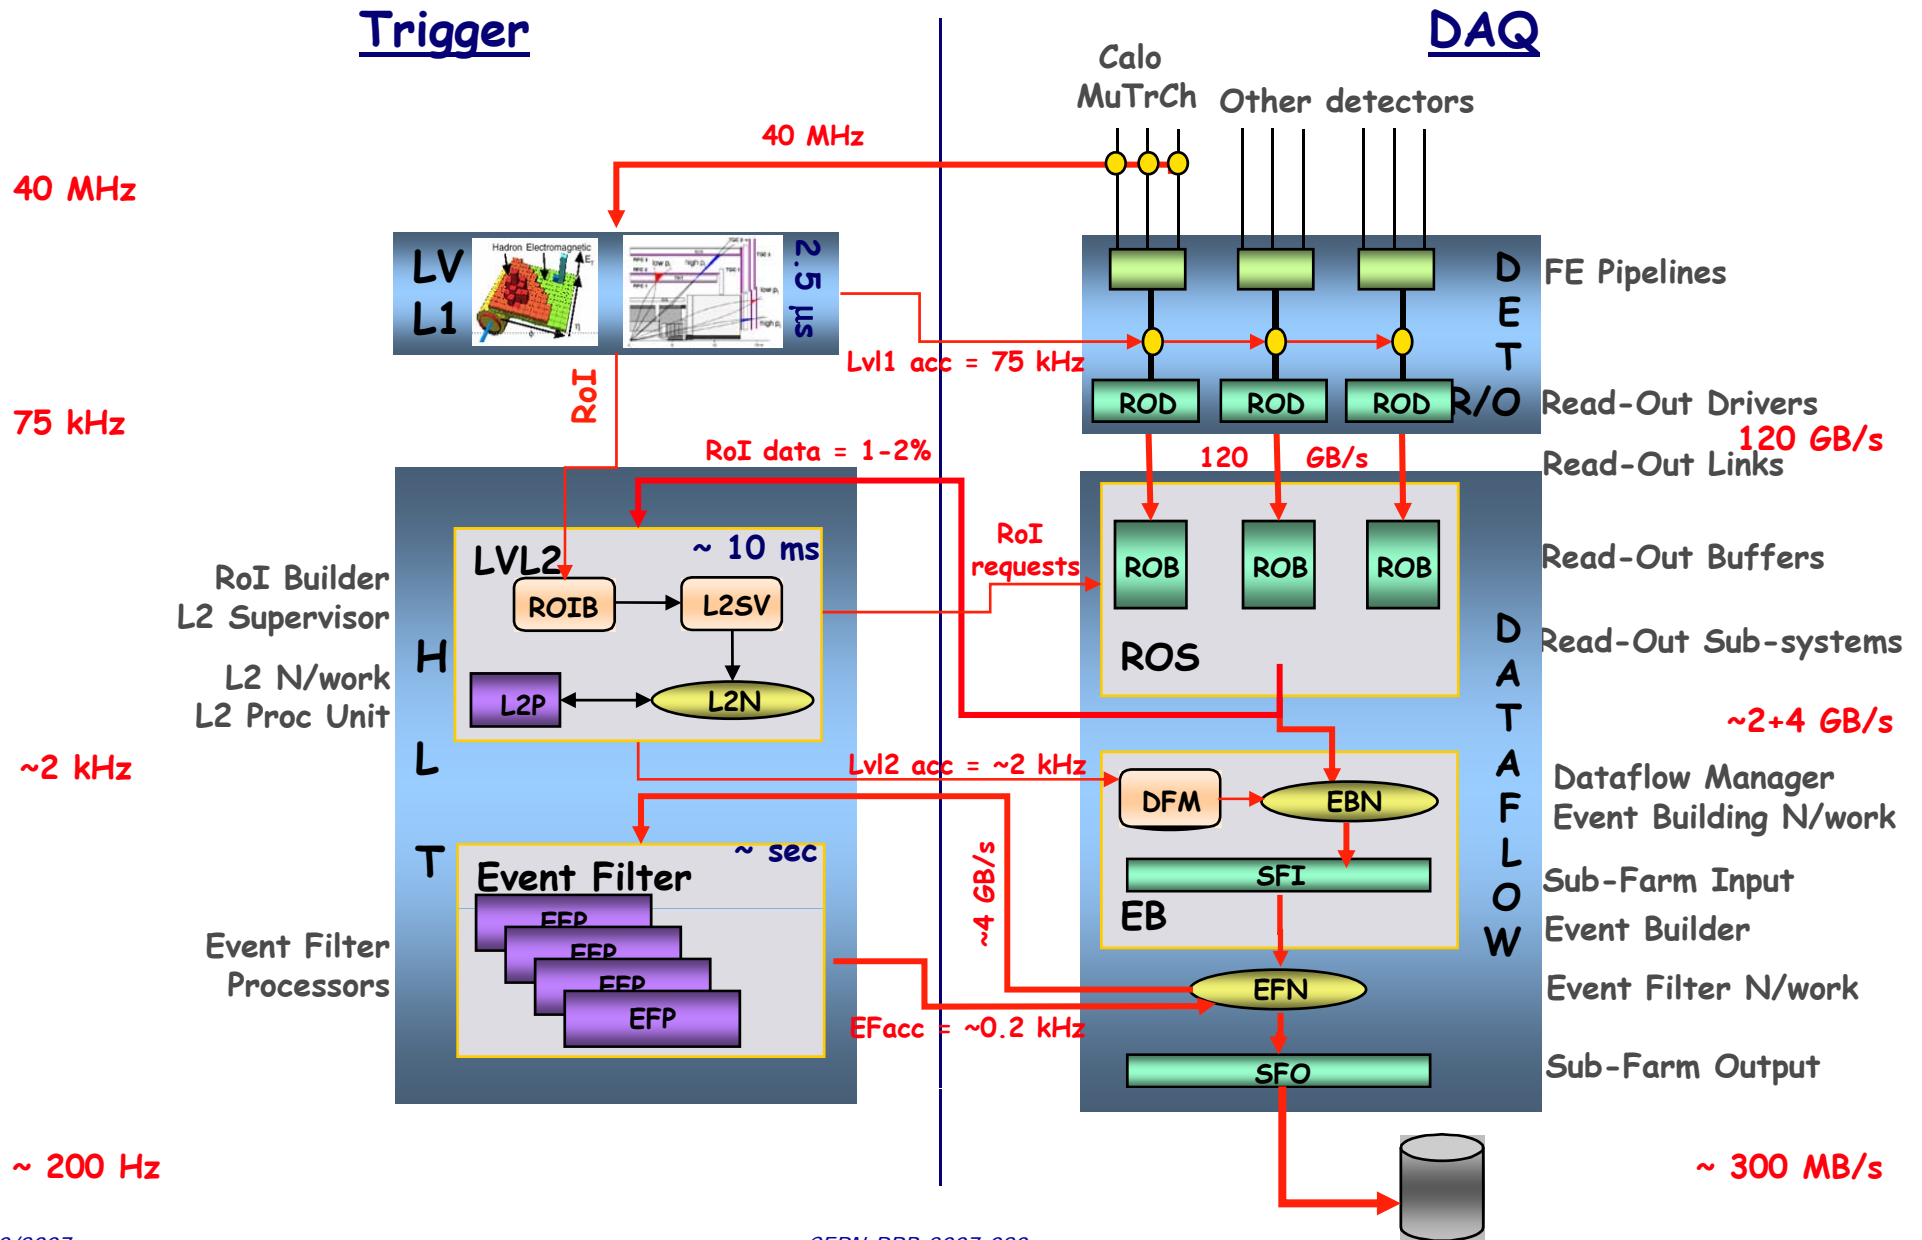 Trigger
DAQ
Calo
MuTrCh
Other detectors
40 MHz
40 MHz
LV
L1
Hadron Electromagnetic
2.5 µs
D
E
T
R/O
FE Pipelines
Lvl1 acc = 75 kHz
RoI
ROD
ROD
ROD
Read-Out Drivers
75 kHz
120 GB/s
RoI data = 1-2%
120 GB/s
Read-Out Links
LVL2
~ 10 ms
RoI
requests
ROB
ROB
ROB
Read-Out Buffers
RoI Builder
L2 Supervisor
ROIB
L2SV
ROS
Read-Out Sub-systems
L2 N/work
L2 Proc Unit
L2P
L2N
H
L
T
D
A
T
A
F
L
O
W
~2+4 GB/s
~2 kHz
Lvl2 acc = ~2 kHz
DFM
EBN
Dataflow Manager
Event Building N/work
~ sec
Event Filter
~4 GB/s
SFI
EB
Sub-Farm Input
Event Builder
EFP
EFP
EFP
EFP
Event Filter
Processors
EFN
Event Filter N/work
EFacc = ~0.2 kHz
SFO
Sub-Farm Output
~ 200 Hz
~ 300 MB/s